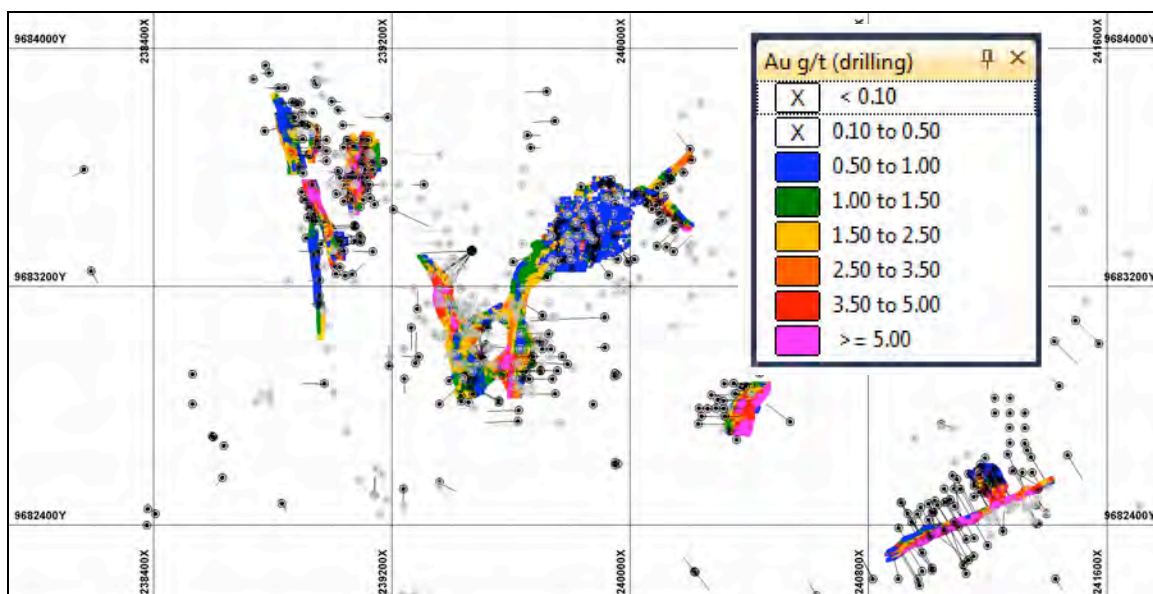 9684000Y
238400X
239200X
240000X
X
241600X
9684000Y
Au g/t (drilling)
X < 0.10
X 0.10 to 0.50
0.50 to 1.00
1.00 to 1.50
1.50 to 2.50
2.50 to 3.50
3.50 to 5.00
>= 5.00
9683200Y
9683200Y
9682400Y
9682400Y
238400X
239200X
240000X
240800X
241600X